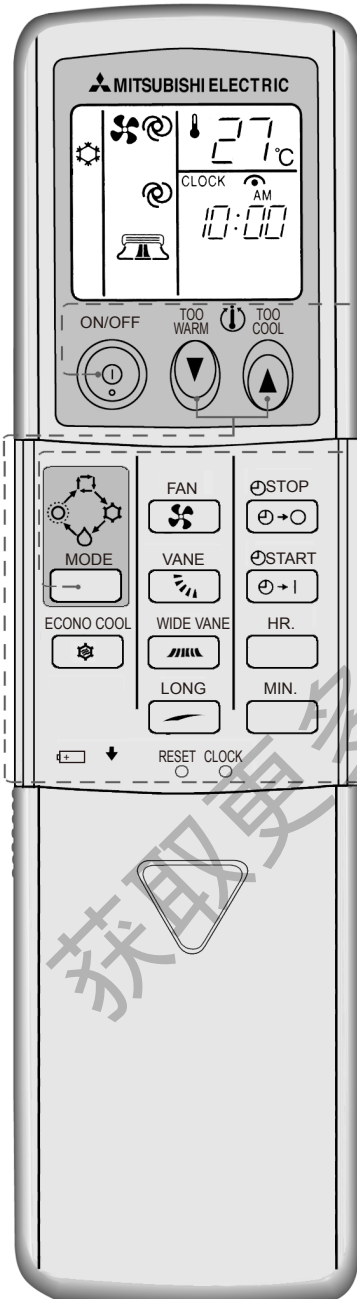 MITSUBISHI ELECTRIC
27℃
CLOCK
AM
10:00
ON/OFF
TOO WARM
TOO COOL
FAN
STOP
MODE
VANE
START
ECONO COOL
WIDE VANE
HR.
LONG
MIN.
RESET CLOCK
获取更多